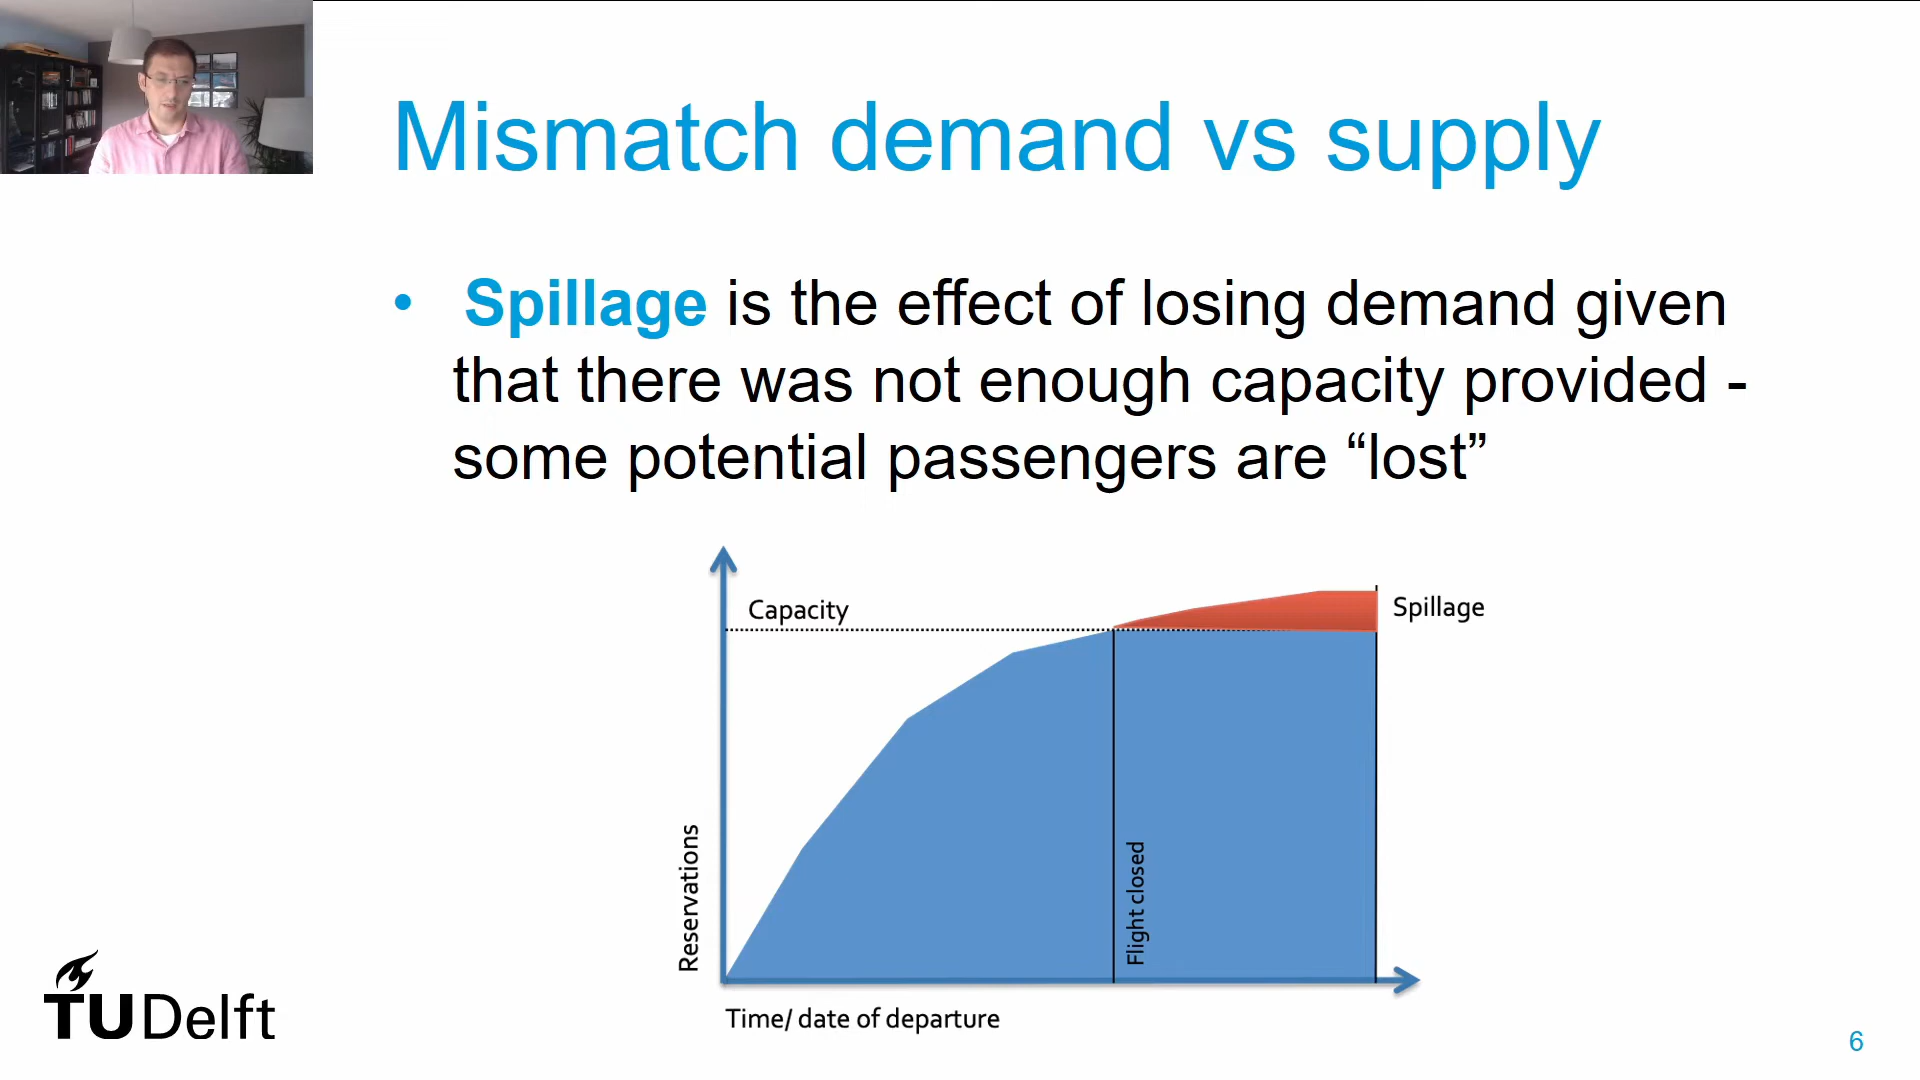 Mismatch demand vs supply
• Spillage is the effect of losing demand given
that there was not enough capacity provided -
some potential passengers are “lost”
Capacity
Spillage
Reservations
Flight closed
Time/ date of departure
TUDelft
6